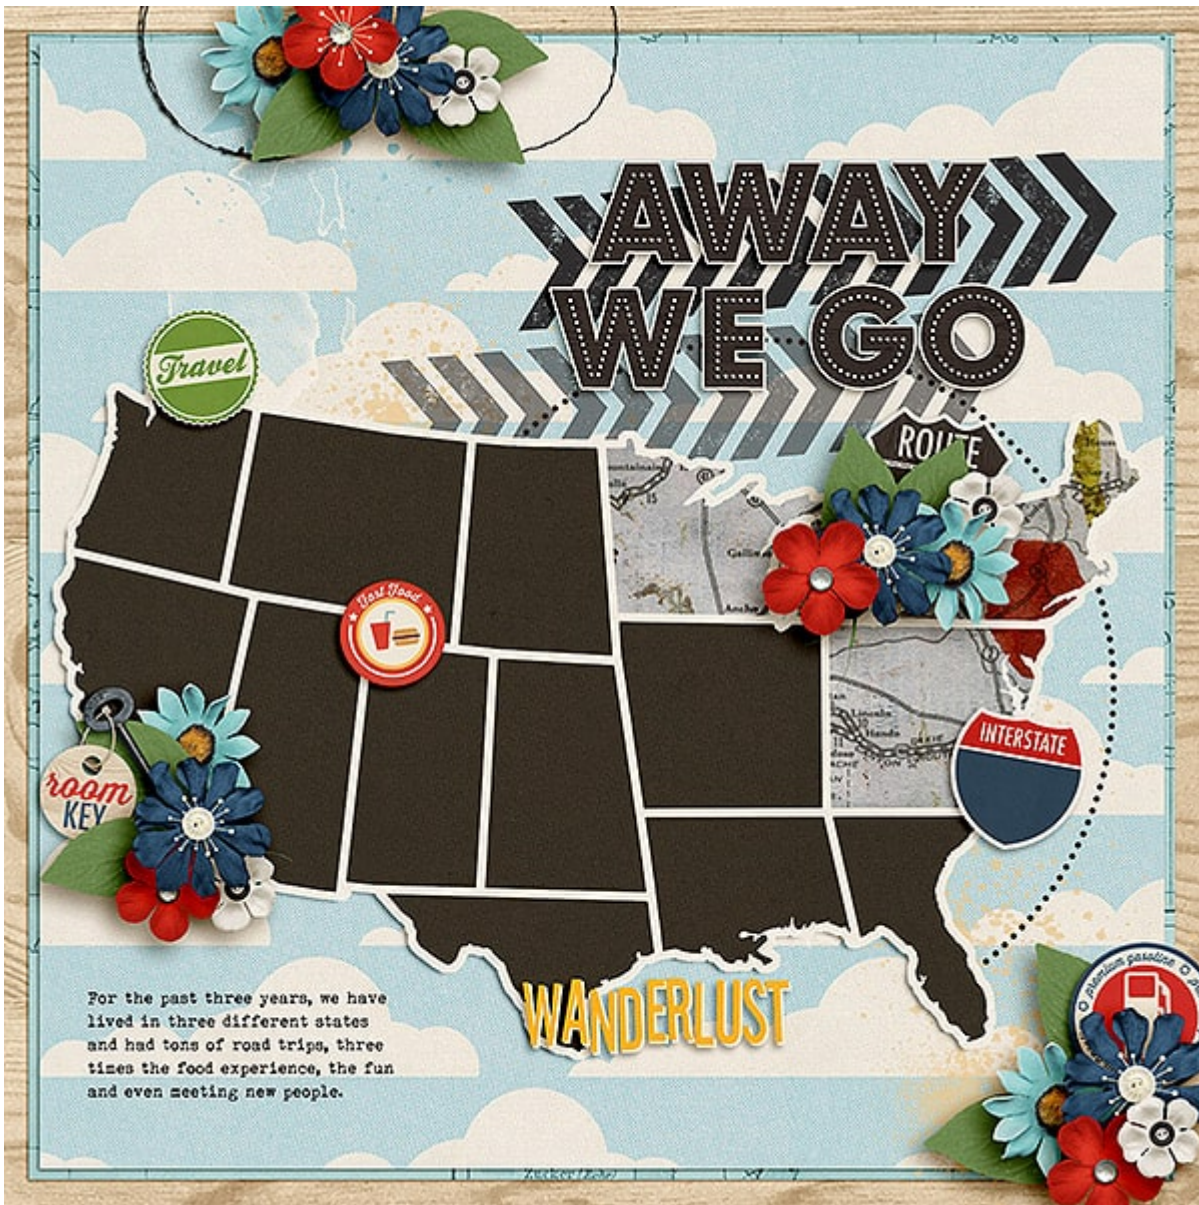 AWAY
WE GO
Travel
ROUTE
Fast Food
room
KEY
INTERSTATE
WANDERLUST
premium gasoline
For the past three years, we have
lived in three different states
and had tons of road trips, three
times the food experience, the fun
and even meeting new people.